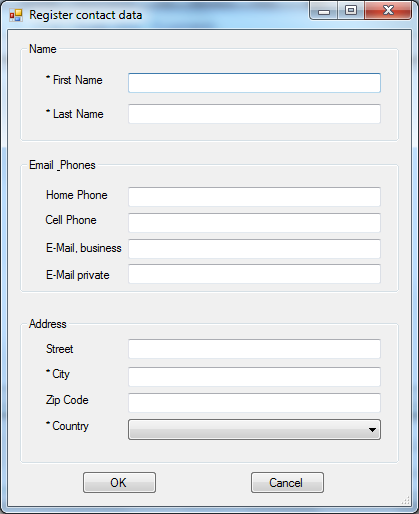 Register contact data
Name
* First Name
* Last Name
Email _Phones
Home Phone
Cell Phone
E-Mail, business
E-Mail private
Address
Street
* City
Zip Code
* Country
OK Cancel